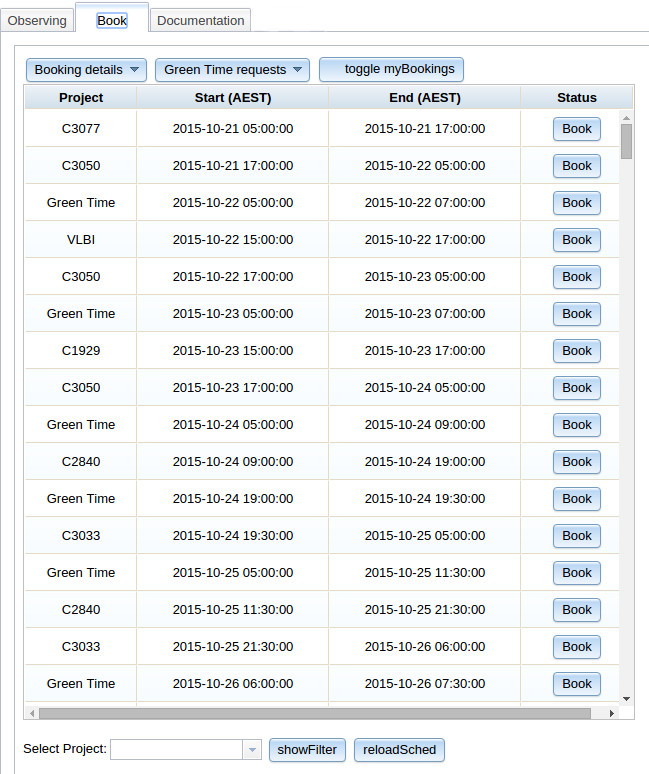 Observing Book Documentation
Booking details Green Time requests toggle myBookings
Project Start (AEST) End (AEST) Status
C3077 2015-10-21 05:00:00 2015-10-21 17:00:00 Book
C3050 2015-10-21 17:00:00 2015-10-22 05:00:00 Book
Green Time 2015-10-22 05:00:00 2015-10-22 07:00:00 Book
VLBI 2015-10-22 15:00:00 2015-10-22 17:00:00 Book
C3050 2015-10-22 17:00:00 2015-10-23 05:00:00 Book
Green Time 2015-10-23 05:00:00 2015-10-23 07:00:00 Book
C1929 2015-10-23 15:00:00 2015-10-23 17:00:00 Book
C3050 2015-10-23 17:00:00 2015-10-24 05:00:00 Book
Green Time 2015-10-24 05:00:00 2015-10-24 09:00:00 Book
C2840 2015-10-24 09:00:00 2015-10-24 19:00:00 Book
Green Time 2015-10-24 19:00:00 2015-10-24 19:30:00 Book
C3033 2015-10-24 19:30:00 2015-10-25 05:00:00 Book
Green Time 2015-10-25 05:00:00 2015-10-25 11:30:00 Book
C2840 2015-10-25 11:30:00 2015-10-25 21:30:00 Book
C3033 2015-10-25 21:30:00 2015-10-26 06:00:00 Book
Green Time 2015-10-26 06:00:00 2015-10-26 07:30:00 Book
Select Project: showFilter reloadSched